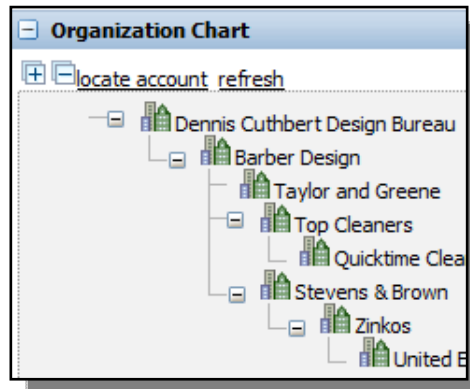 Organization Chart
locate account refresh
Dennis Cuthbert Design Bureau
Barber Design
Taylor and Greene
Top Cleaners
Quicktime Clea
Stevens & Brown
Zinkos
United